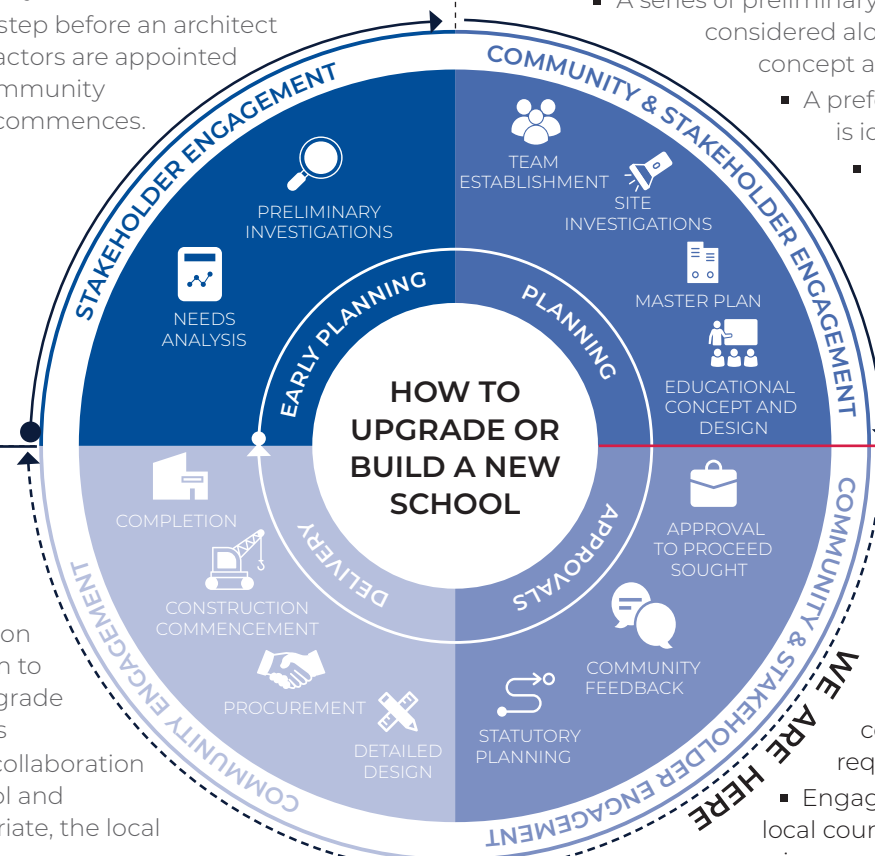 step before an architect
actors are appointed
mmunity
commences.
A series of preliminary
considered alo
concept a
■ A pref
is i
STAKEHOLDER ENGAGEMENT
COMMUNITY & STAKEHOLDER ENGAGEMENT
PRELIMINARY
INVESTIGATIONS
NEEDS
ANALYSIS
EARLY PLANNING
TEAM
ESTABLISHMENT
SITE
INVESTIGATIONS
MASTER PLAN
EDUCATIONAL
CONCEPT AND
DESIGN
PLANNING
HOW TO
UPGRADE OR
BUILD A NEW
SCHOOL
APPROVAL
TO PROCEED
SOUGHT
COMMUNITY
FEEDBACK
STATUTORY
PLANNING
APPROVALS
COMMUNITY & STAKEHOLDER ENGAGEMENT
WE ARE HERE
COMPLETION
CONSTRUCTION
COMMENCEMENT
PROCUREMENT
DETAILED
DESIGN
DELIVERY
COMMUNITY ENGAGEMENT
on
n to
grade
s
collaboration
ol and
riate, the local
c
req
■ Engag
local coun